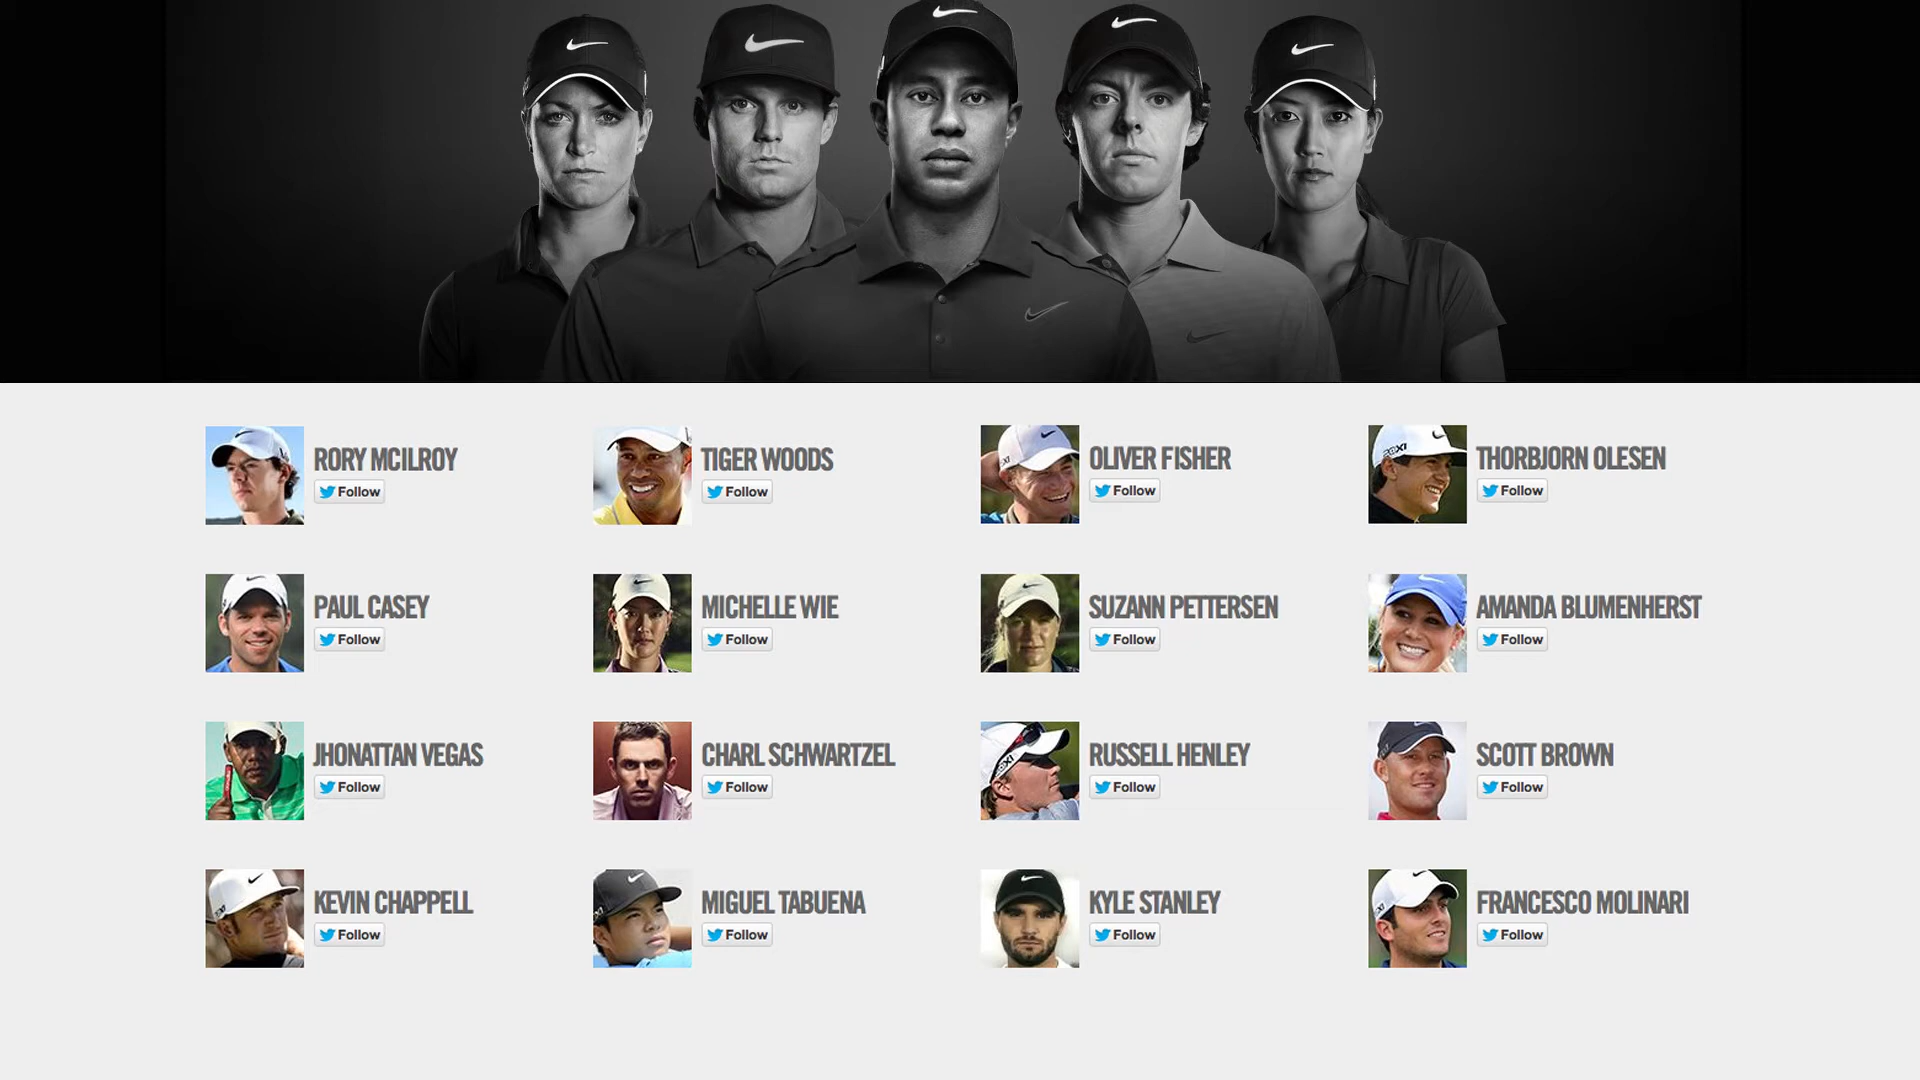 RORY MCILROY
Follow
TIGER WOODS
Follow
OLIVER FISHER
Follow
THORBJORN OLESEN
Follow
PAUL CASEY
Follow
MICHELLE WIE
Follow
SUZANN PETTERSEN
Follow
AMANDA BLUMENHERST
Follow
JHONATTAN VEGAS
Follow
CHARL SCHWARTZEL
Follow
RUSSELL HENLEY
Follow
SCOTT BROWN
Follow
KEVIN CHAPPELL
Follow
MIGUEL TABUENA
Follow
KYLE STANLEY
Follow
FRANCESCO MOLINARI
Follow